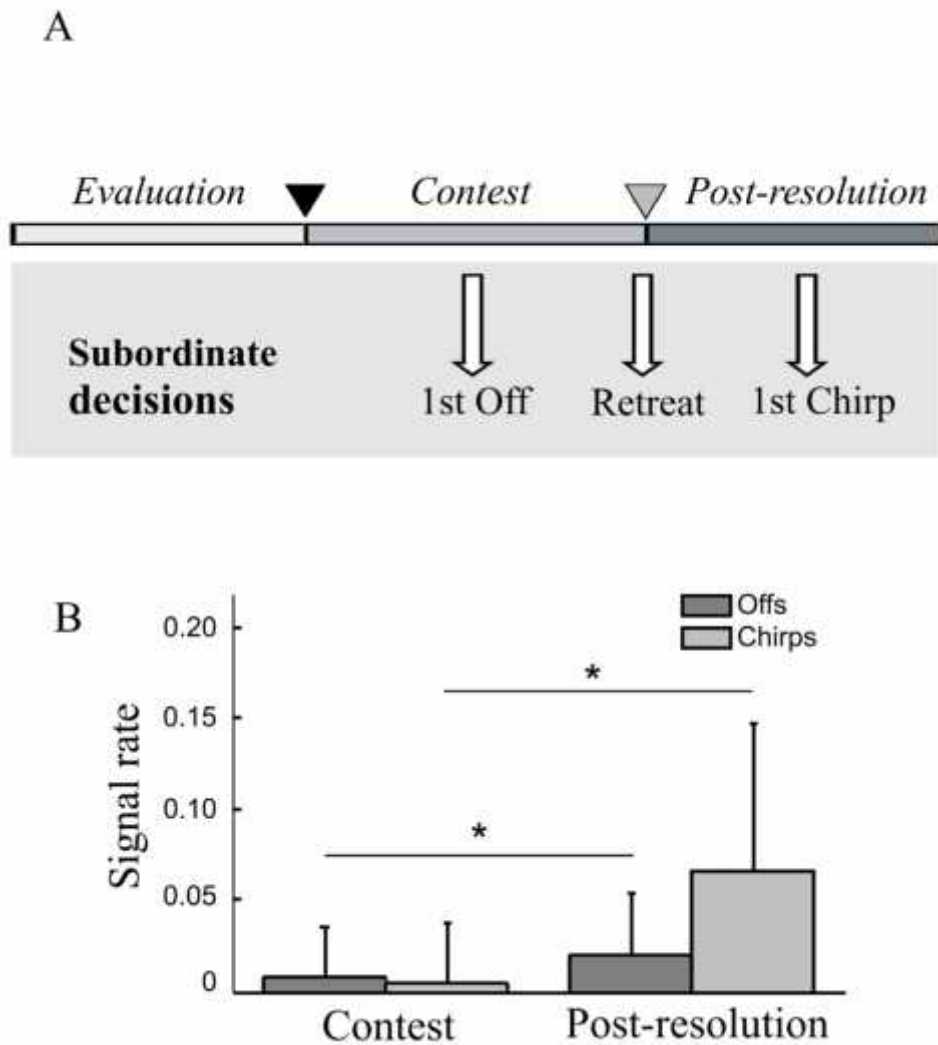 A
Evaluation Contest Post-resolution
Subordinate
decisions
1st Off Retreat 1st Chirp
B
Offs
Chirps
Signal rate
0.20
0.15
0.10
0.05
0
*
*
Contest Post-resolution